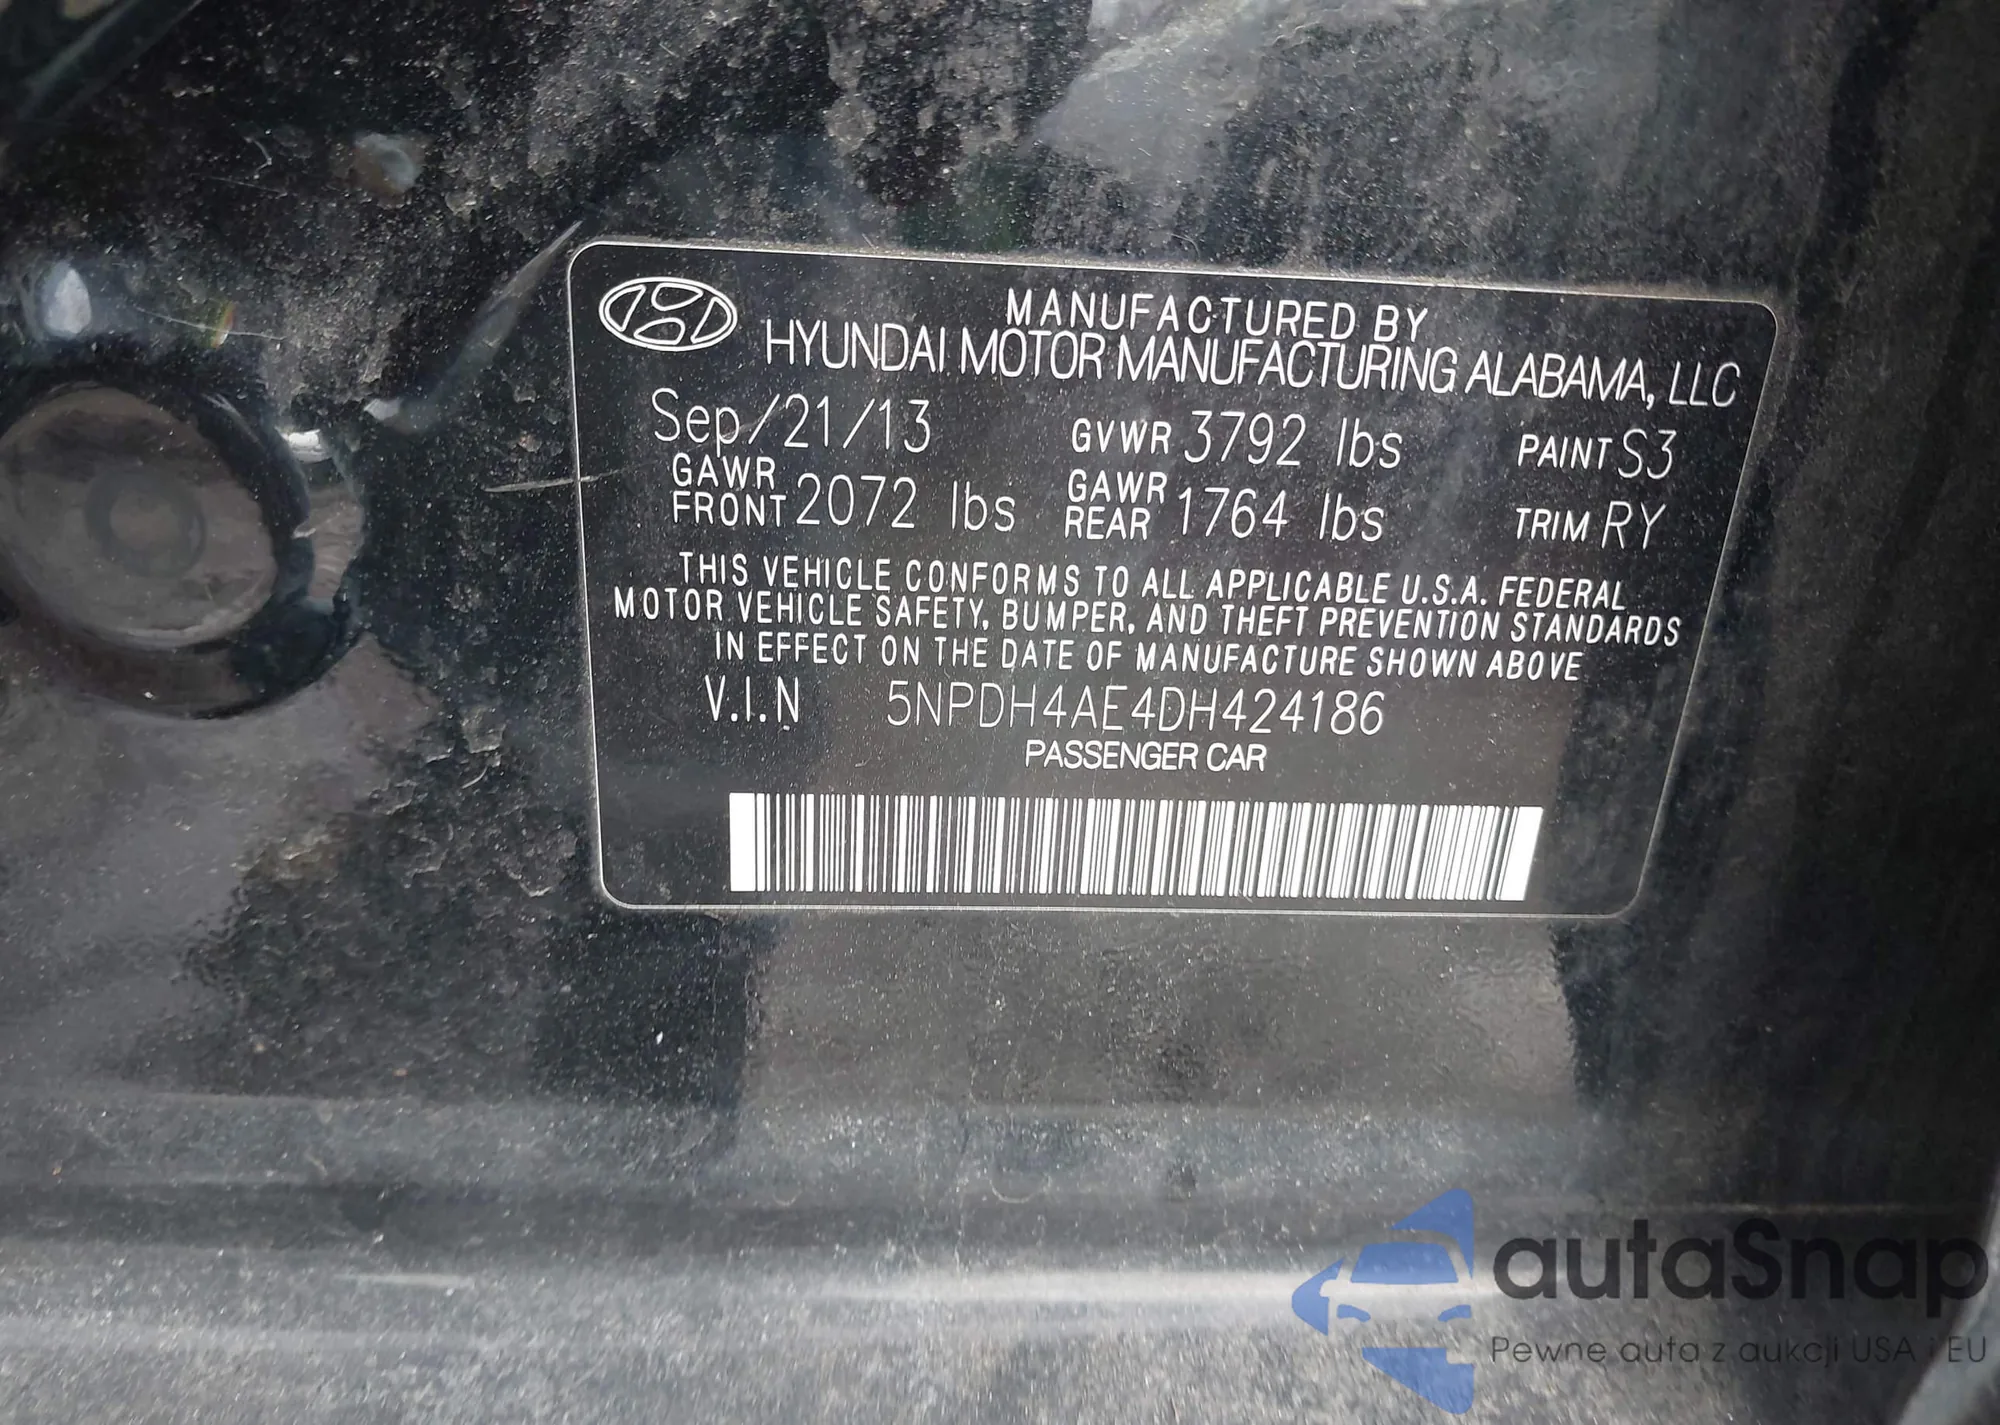 MANUFACTURED BY
HYUNDAI MOTOR MANUFACTURING ALABAMA, LLC
Sep/21/13 GVWR 3792 lbs PAINT S3
GAWR FRONT 2072 lbs GAWR REAR 1764 lbs TRIM RY
THIS VEHICLE CONFORMS TO ALL APPLICABLE U.S.A. FEDERAL
MOTOR VEHICLE SAFETY, BUMPER, AND THEFT PREVENTION STANDARDS
IN EFFECT ON THE DATE OF MANUFACTURE SHOWN ABOVE
V.I.N 5NPDH4AE4DH424186
PASSENGER CAR
autaSnap
Pewne auta z aukcji USA i EU